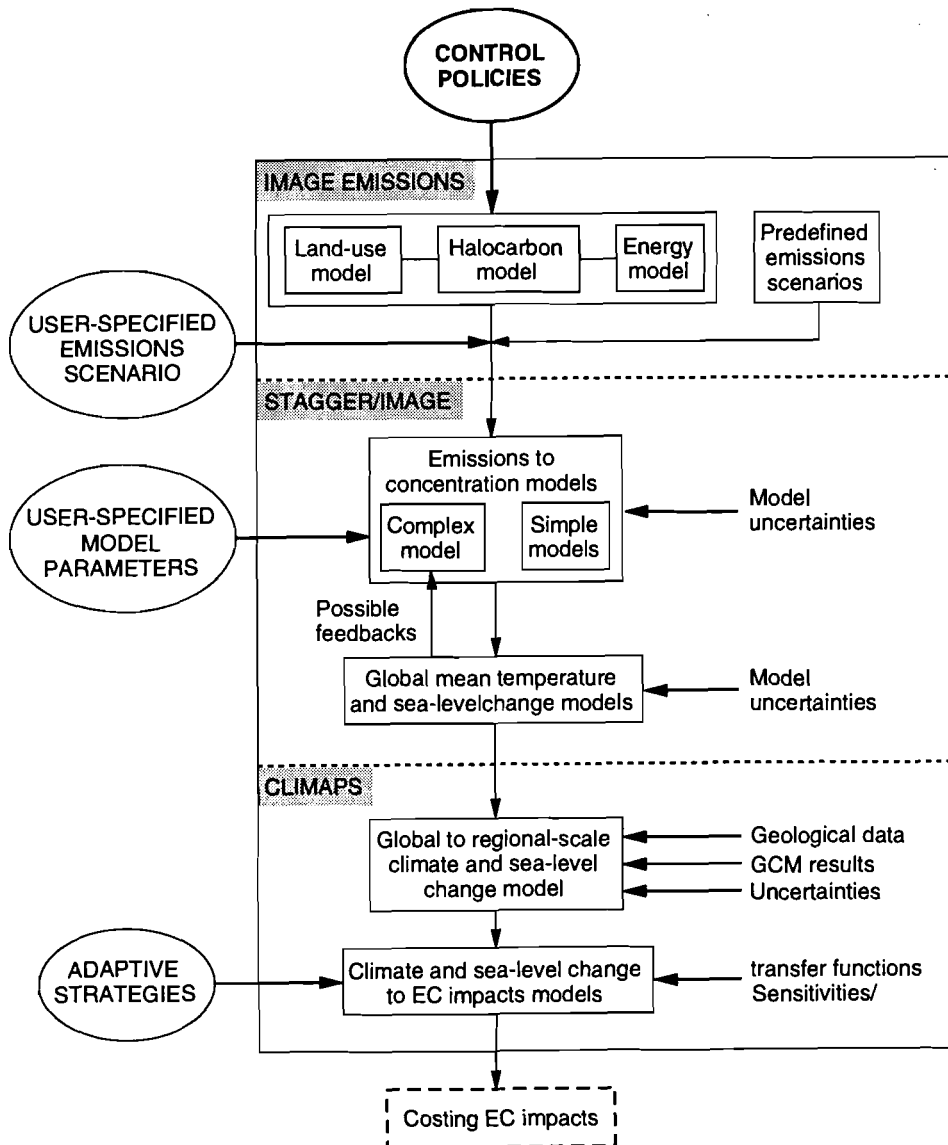 CONTROL
POLICIES
IMAGE EMISSIONS
Land-use
model
Halocarbon
model
Energy
model
Predefined
emissions
scenarios
USER-SPECIFIED
EMISSIONS
SCENARIO
STAGGER/IMAGE
Emissions to
concentration models
Complex
model
Simple
models
Model
uncertainties
USER-SPECIFIED
MODEL
PARAMETERS
Possible
feedbacks
Global mean temperature
and sea-levelchange models
Model
uncertainties
CLIMAPS
Global to regional-scale
climate and sea-level
change model
Geological data
GCM results
Uncertainties
ADAPTIVE
STRATEGIES
Climate and sea-level change
to EC impacts models
transfer functions
Sensitivities/
Costing EC impacts